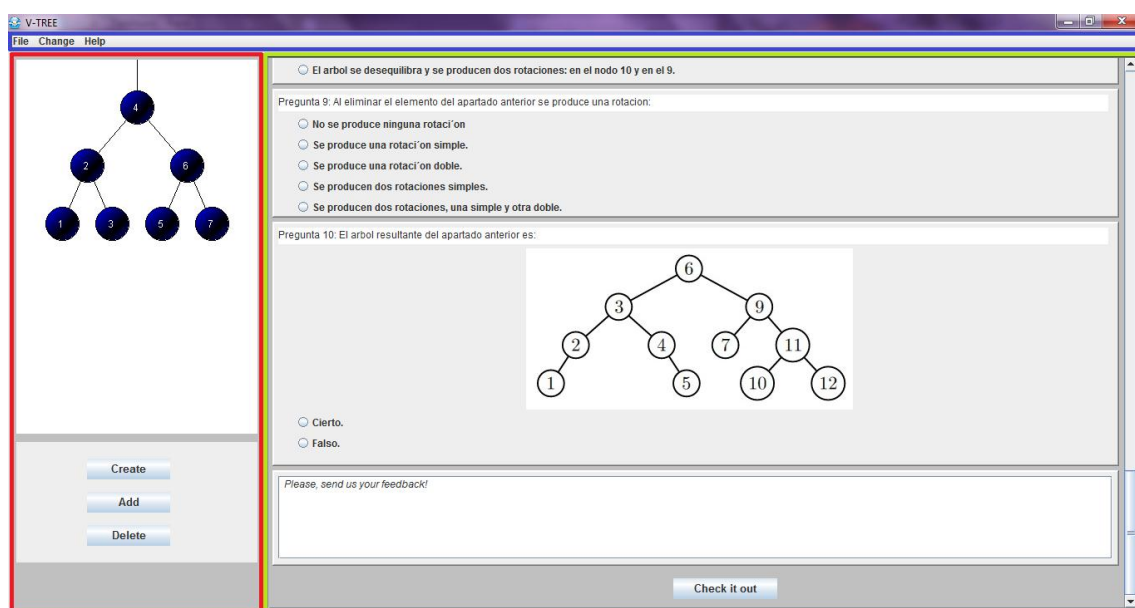 V-TREE
File Change Help
4
2 6
1 3 5 7
Create
Add
Delete
El arbol se desequilibra y se producen dos rotaciones: en el nodo 10 y en el 9.
Pregunta 9: Al eliminar el elemento del apartado anterior se produce una rotacion:
No se produce ninguna rotaci´on
Se produce una rotaci´on simple.
Se produce una rotaci´on doble.
Se producen dos rotaciones simples.
Se producen dos rotaciones, una simple y otra doble.
Pregunta 10: El arbol resultante del apartado anterior es:
6
3 9
2 4 7 11
1 5 10 12
Cierto.
Falso.
Please, send us your feedback!
Check it out